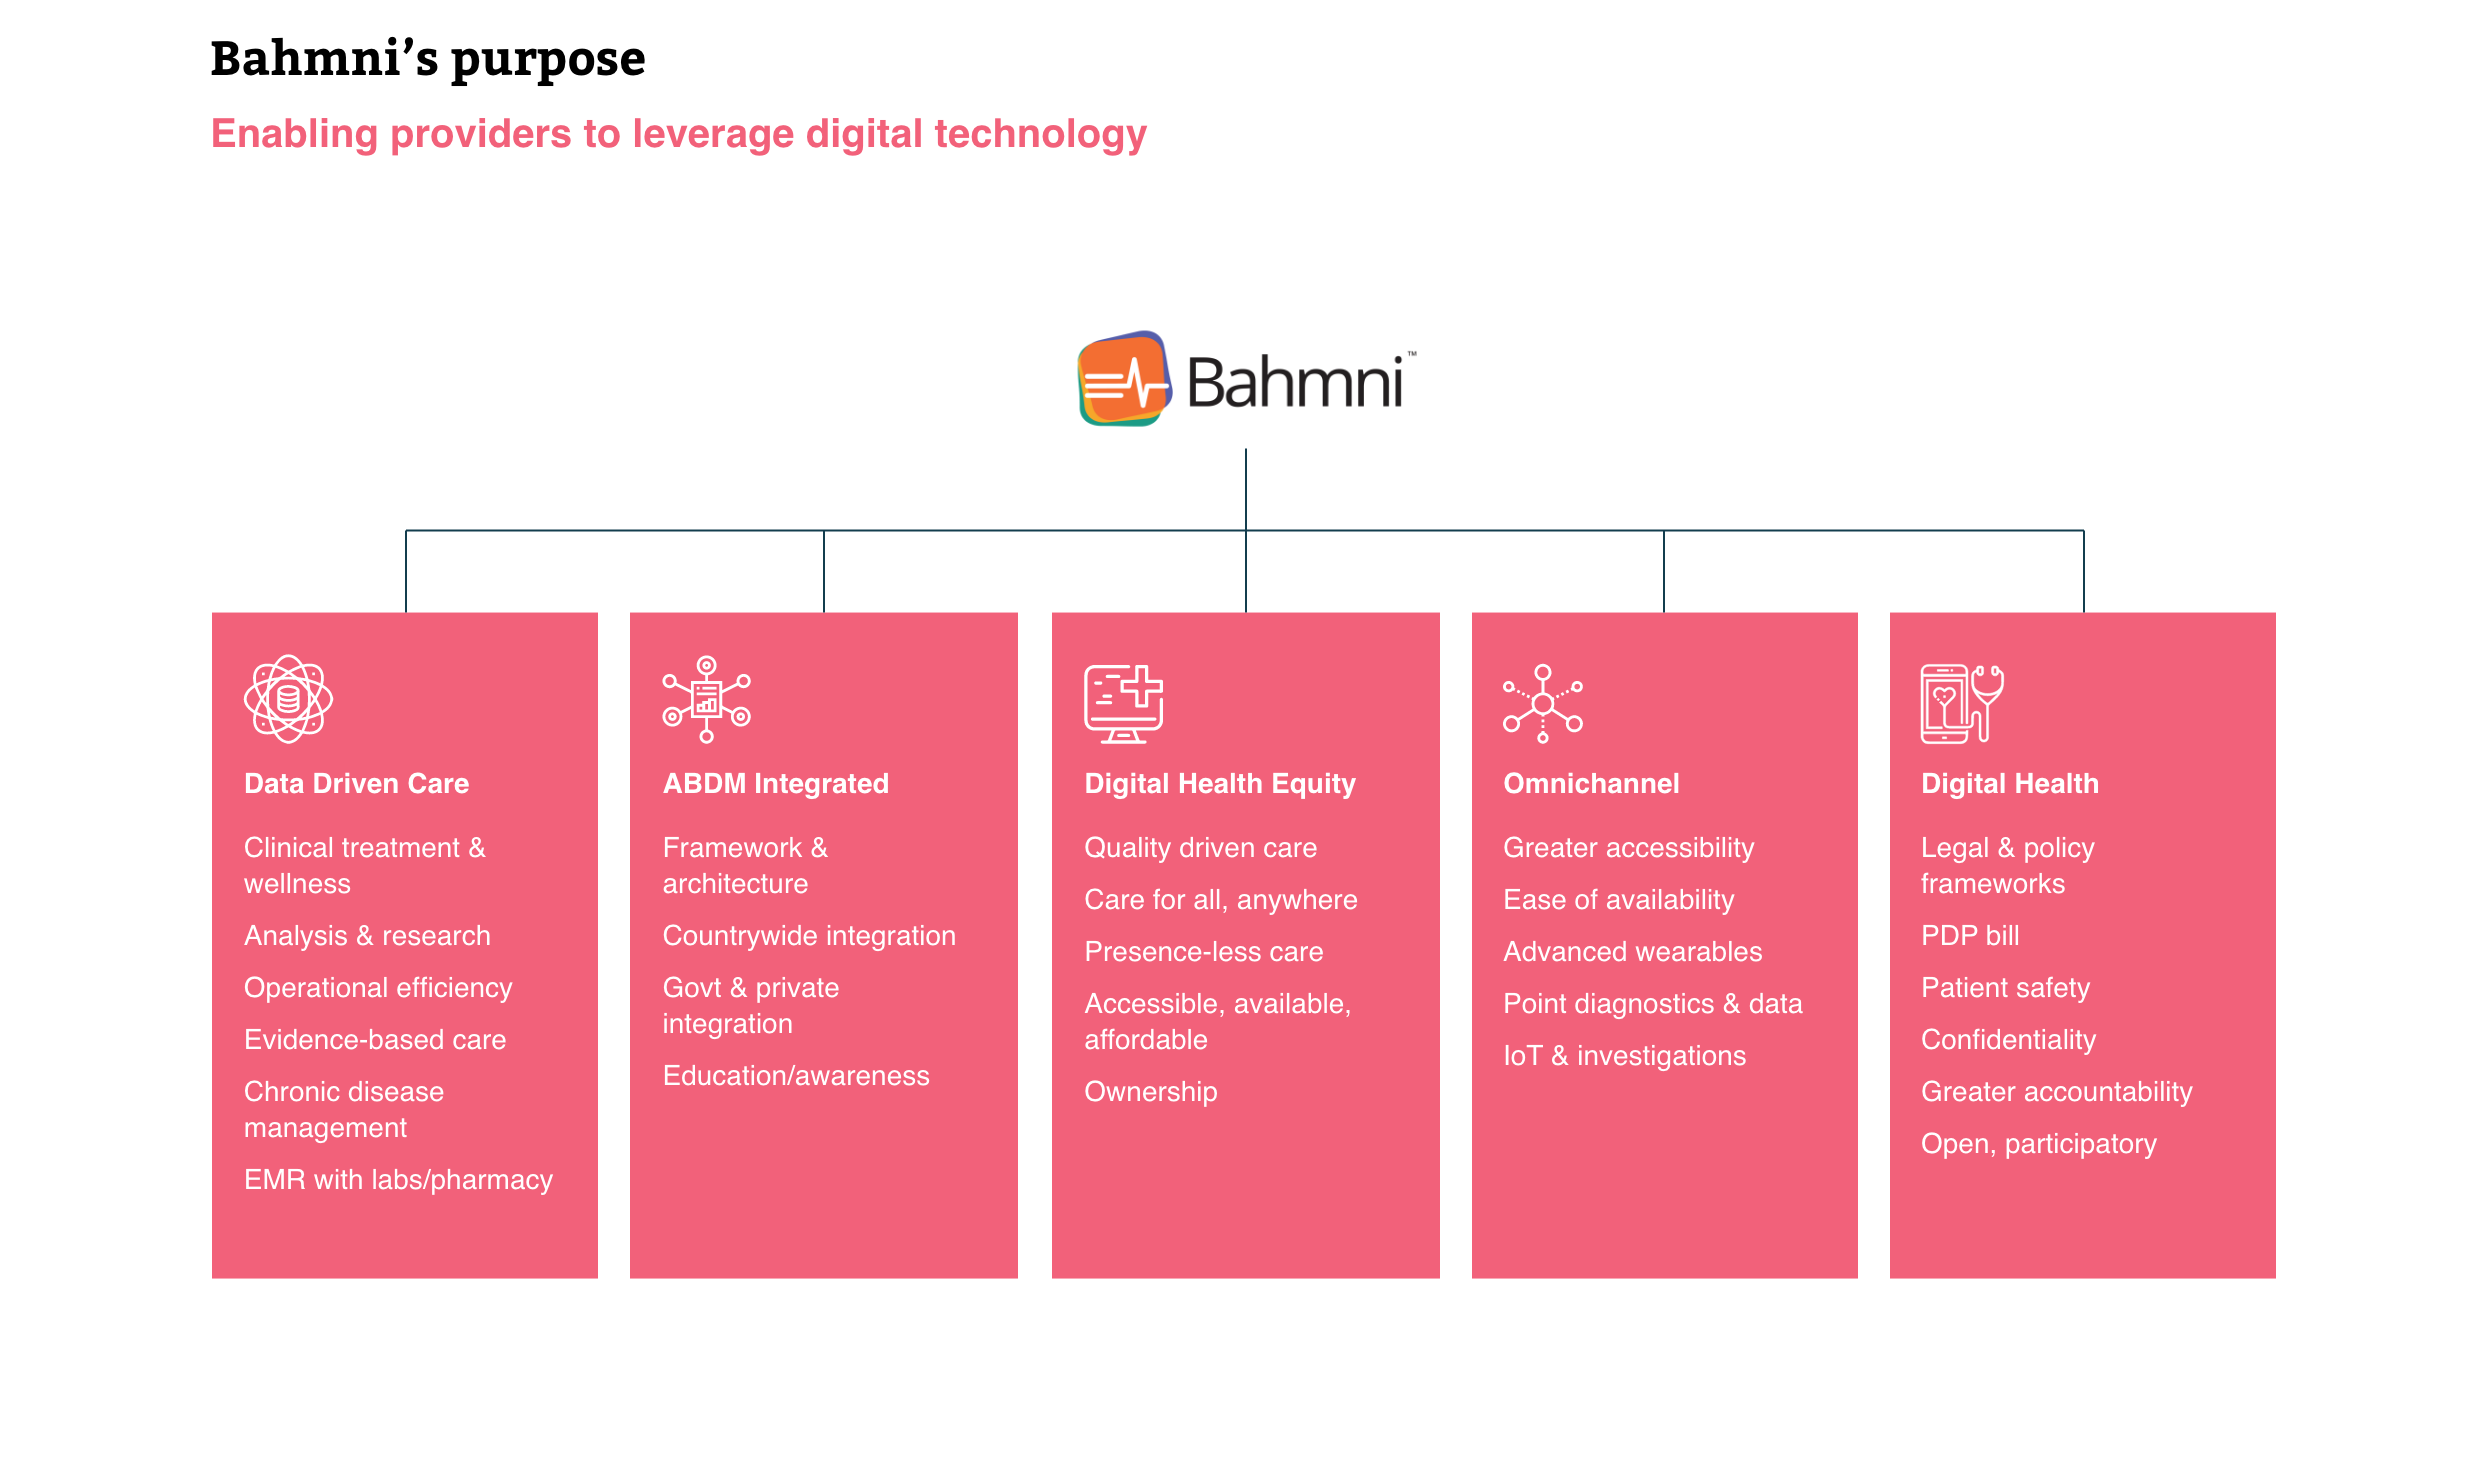 Bahmni’s purpose
Enabling providers to leverage digital technology
Bahmni™
Data Driven Care
Clinical treatment &
wellness
Analysis & research
Operational efficiency
Evidence-based care
Chronic disease
management
EMR with labs/pharmacy
ABDM Integrated
Framework &
architecture
Countrywide integration
Govt & private
integration
Education/awareness
Digital Health Equity
Quality driven care
Care for all, anywhere
Presence-less care
Accessible, available,
affordable
Ownership
Omnichannel
Greater accessibility
Ease of availability
Advanced wearables
Point diagnostics & data
IoT & investigations
Digital Health
Legal & policy
frameworks
PDP bill
Patient safety
Confidentiality
Greater accountability
Open, participatory